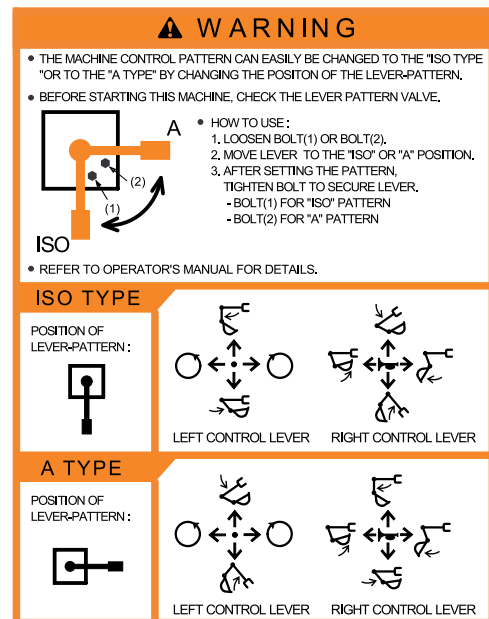 WARNING
• THE MACHINE CONTROL PATTERN CAN EASILY BE CHANGED TO THE "ISO TYPE
"OR TO THE "A TYPE" BY CHANGING THE POSITON OF THE LEVER-PATTERN.
• BEFORE STARTING THIS MACHINE, CHECK THE LEVER PATTERN VALVE.
A
(2)
(1)
ISO
• HOW TO USE :
1. LOOSEN BOLT(1) OR BOLT(2).
2. MOVE LEVER TO THE "ISO" OR "A" POSITION.
3. AFTER SETTING THE PATTERN,
TIGHTEN BOLT TO SECURE LEVER.
- BOLT(1) FOR "ISO" PATTERN
- BOLT(2) FOR "A" PATTERN
• REFER TO OPERATOR'S MANUAL FOR DETAILS.
ISO TYPE
POSITION OF
LEVER-PATTERN :
LEFT CONTROL LEVER RIGHT CONTROL LEVER
A TYPE
POSITION OF
LEVER-PATTERN :
LEFT CONTROL LEVER RIGHT CONTROL LEVER